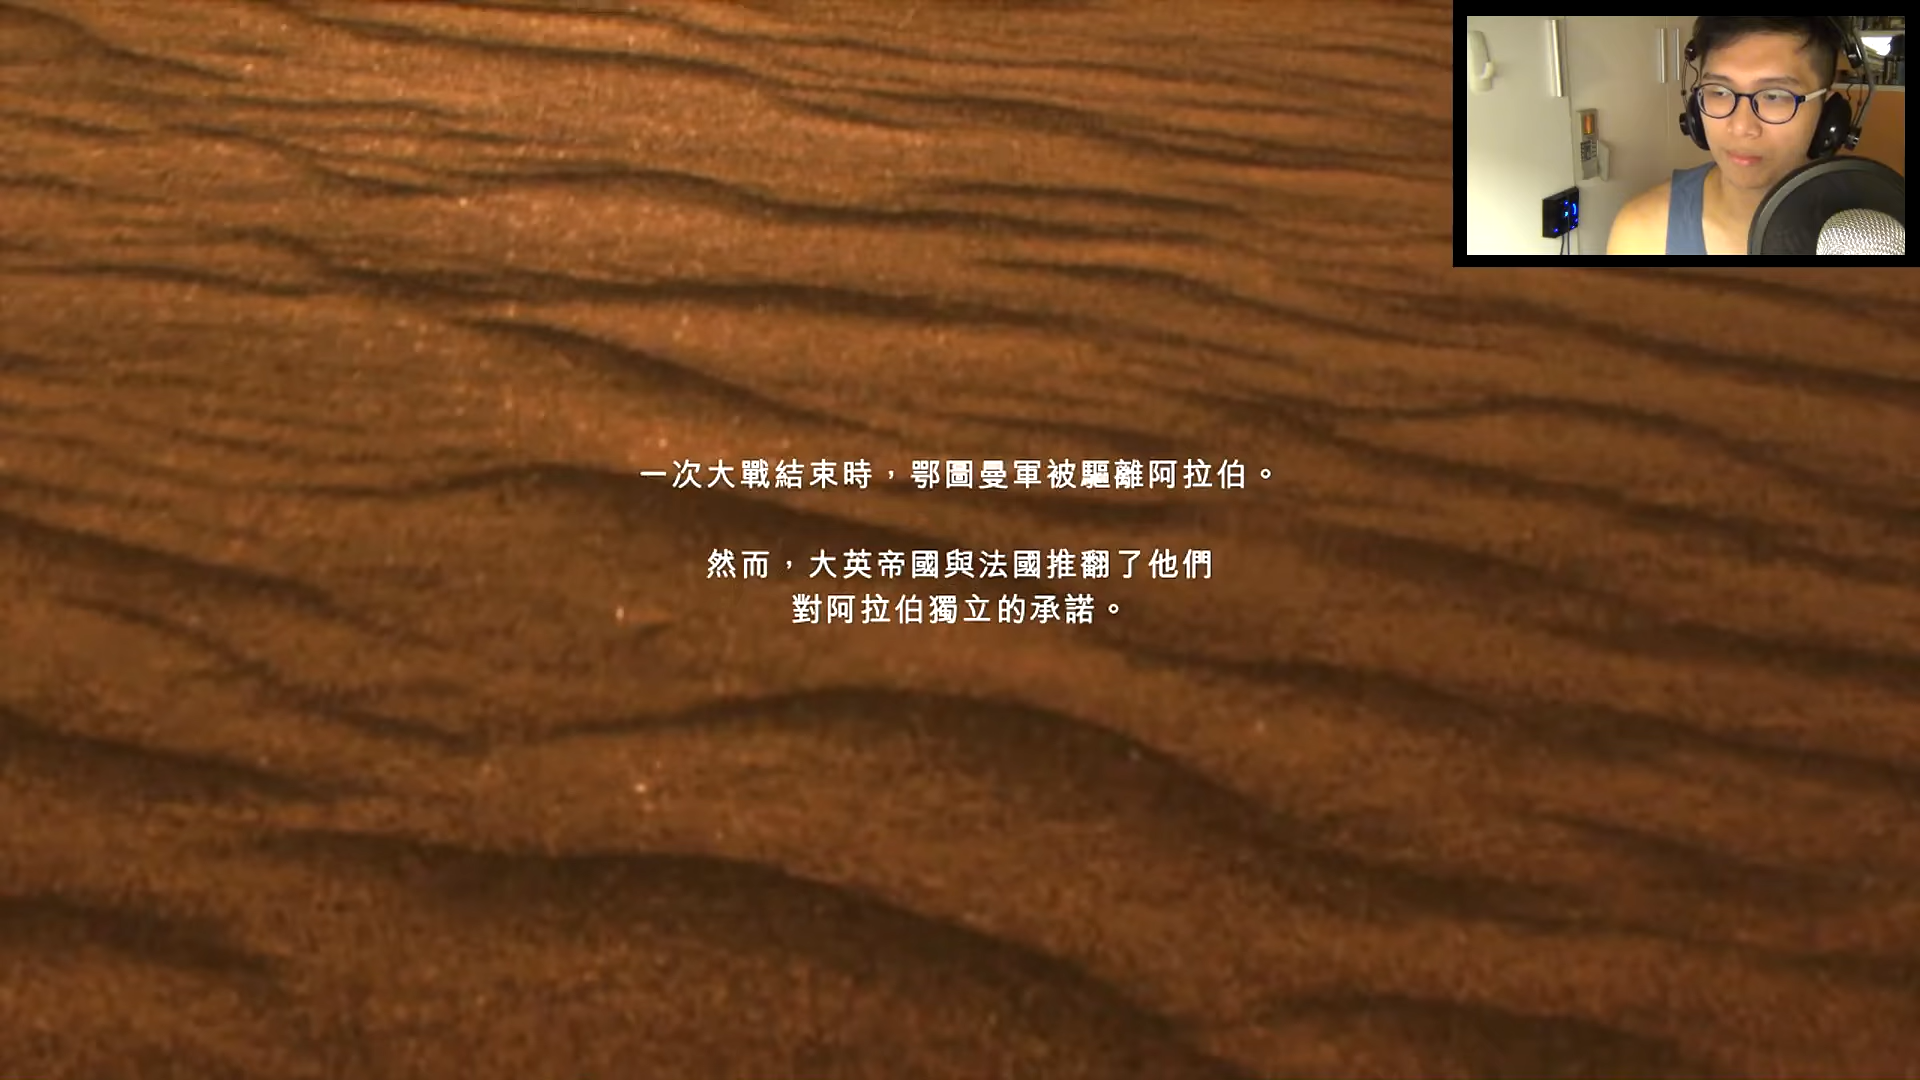 一次大戰結束時，鄂圖曼軍被驅離阿拉伯。
然而，大英帝國與法國推翻了他們
對阿拉伯獨立的承諾。